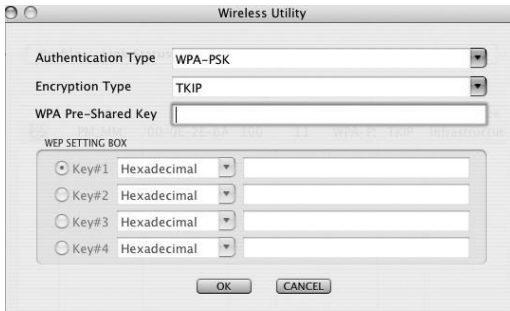 Wireless Utility
Authentication Type WPA-PSK
Encryption Type TKIP
WPA Pre-Shared Key
WEP SETTING BOX
Key#1 Hexadecimal
Key#2 Hexadecimal
Key#3 Hexadecimal
Key#4 Hexadecimal
OK CANCEL